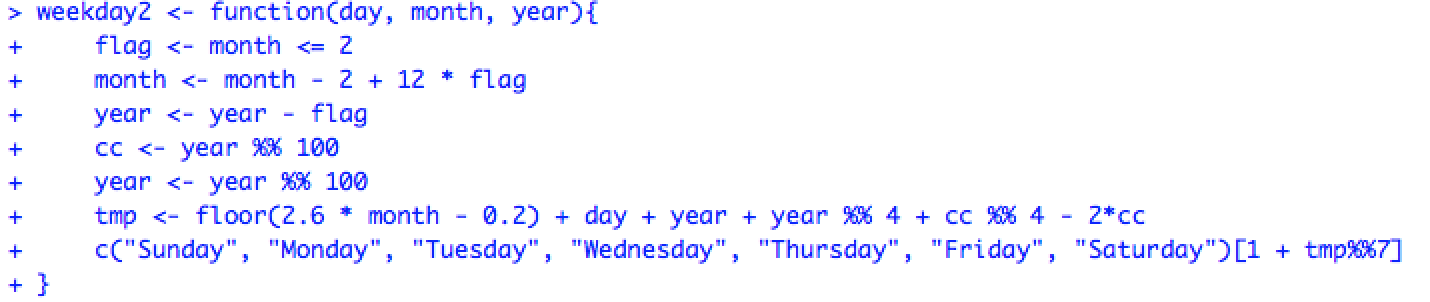 > weekday2 <- function(day, month, year){
+     flag <- month <= 2
+     month <- month - 2 + 12 * flag
+     year <- year - flag
+     cc <- year %% 100
+     year <- year %% 100
+     tmp <- floor(2.6 * month - 0.2) + day + year + year %% 4 + cc %% 4 - 2*cc
+     c("Sunday", "Monday", "Tuesday", "Wednesday", "Thursday", "Friday", "Saturday")[1 + tmp%%7]
+ }